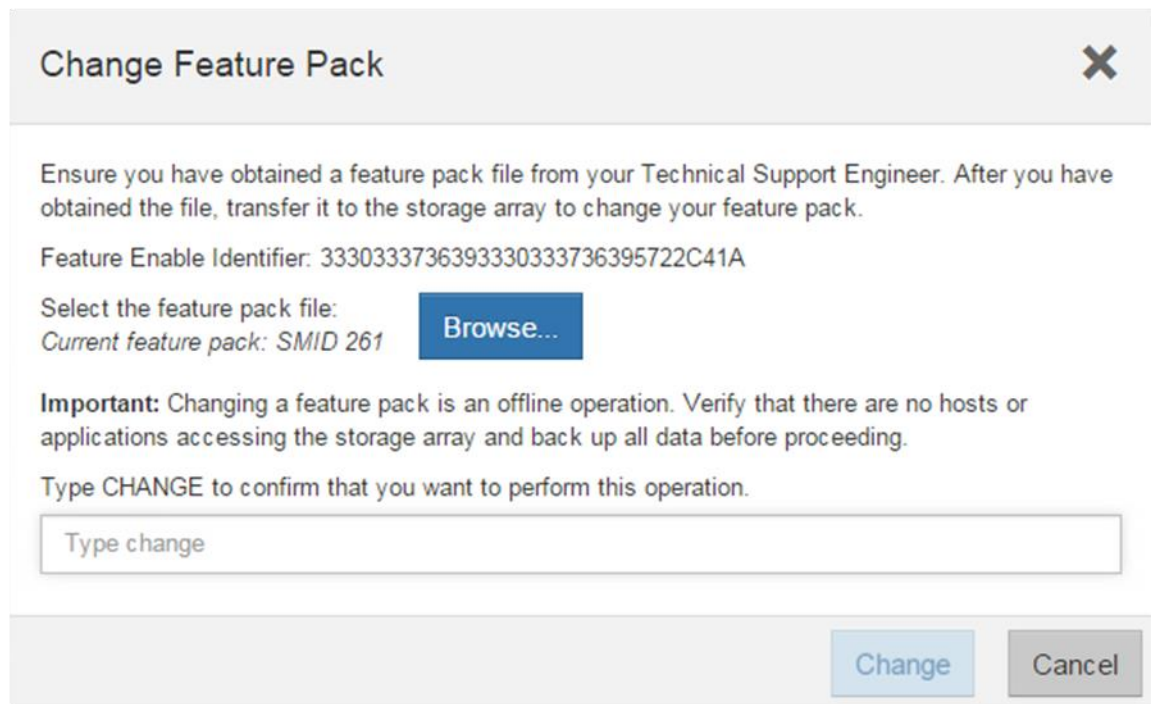 Change Feature Pack
Ensure you have obtained a feature pack file from your Technical Support Engineer. After you have
obtained the file, transfer it to the storage array to change your feature pack.
Feature Enable Identifier: 3330333736393330333736395722C41A
Select the feature pack file:
Current feature pack: SMID 261
Browse...
Important: Changing a feature pack is an offline operation. Verify that there are no hosts or
applications accessing the storage array and back up all data before proceeding.
Type CHANGE to confirm that you want to perform this operation.
Type change
Change
Cancel